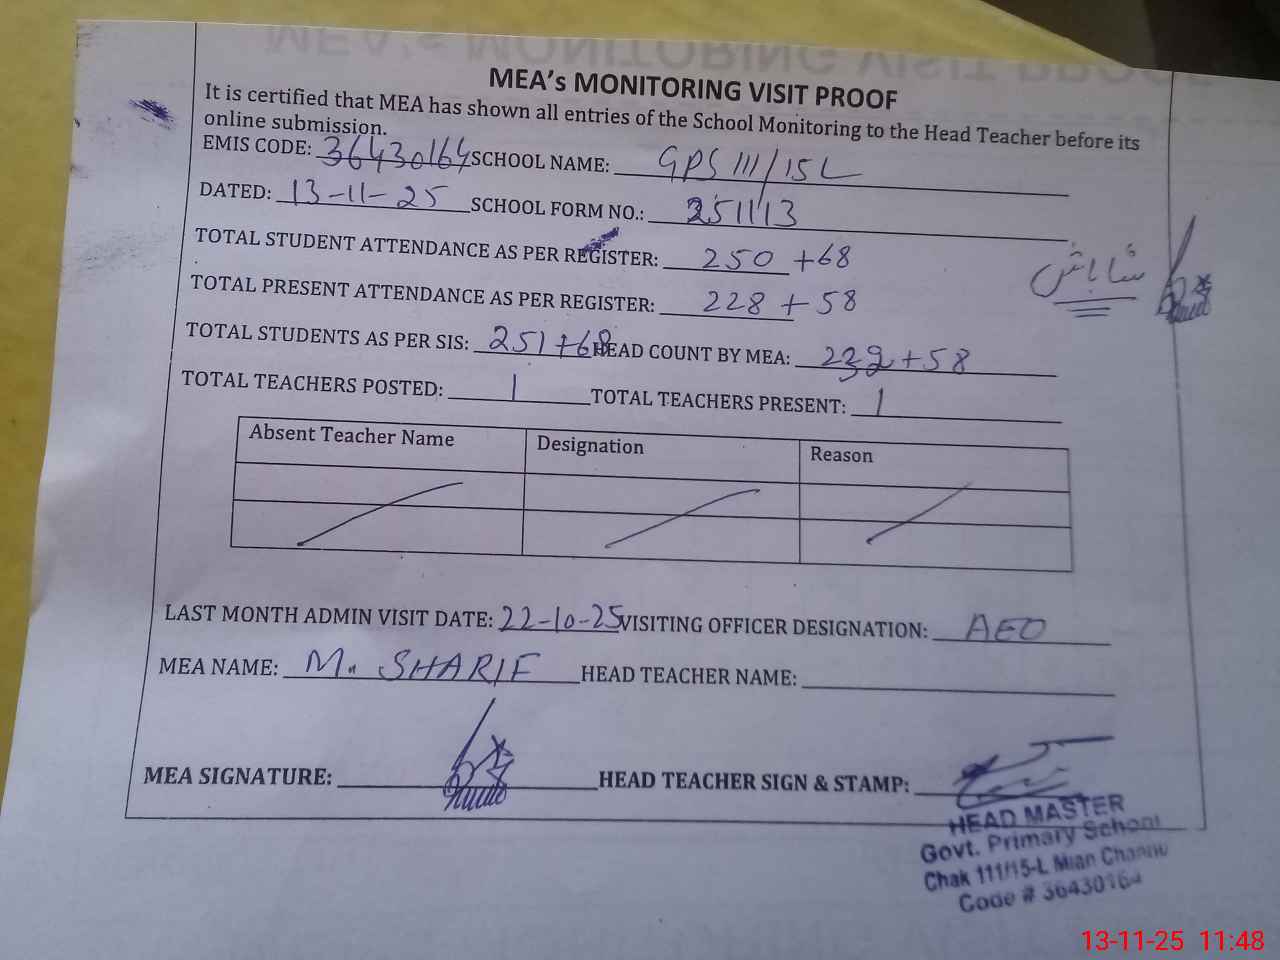 MEA's MONITORING VISIT PROOF
It is certified that MEA has shown all entries of the School Monitoring to the Head Teacher before its
online submission.
EMIS CODE: 36430164 SCHOOL NAME: GPS 111/15L
DATED: 13-11-25 SCHOOL FORM NO.: 251113
TOTAL STUDENT ATTENDANCE AS PER REGISTER: 250 +68
شاباش
TOTAL PRESENT ATTENDANCE AS PER REGISTER: 228 + 58
TOTAL STUDENTS AS PER SIS: 251+68 HEAD COUNT BY MEA: 232+58
TOTAL TEACHERS POSTED: 1 TOTAL TEACHERS PRESENT: 1
Absent Teacher Name Designation Reason
LAST MONTH ADMIN VISIT DATE: 22-10-25 VISITING OFFICER DESIGNATION: AEO
MEA NAME: M. SHARIF HEAD TEACHER NAME:
MEA SIGNATURE: HEAD TEACHER SIGN & STAMP:
HEAD MASTER
Govt. Primary School
Chak 111/15-L Mian Channu
Code # 36430164
13-11-25 11:48